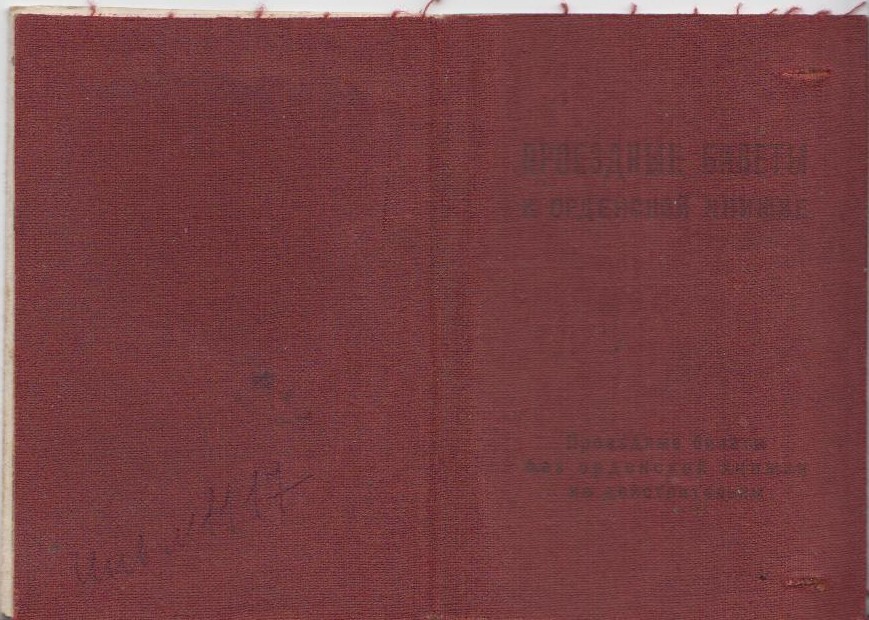 ПРОЕЗДНЫЕ БИЛЕТЫ
К ОРДЕНСКОЙ КНИЖКЕ
Проездные билеты
без орденской книжки
не действительны